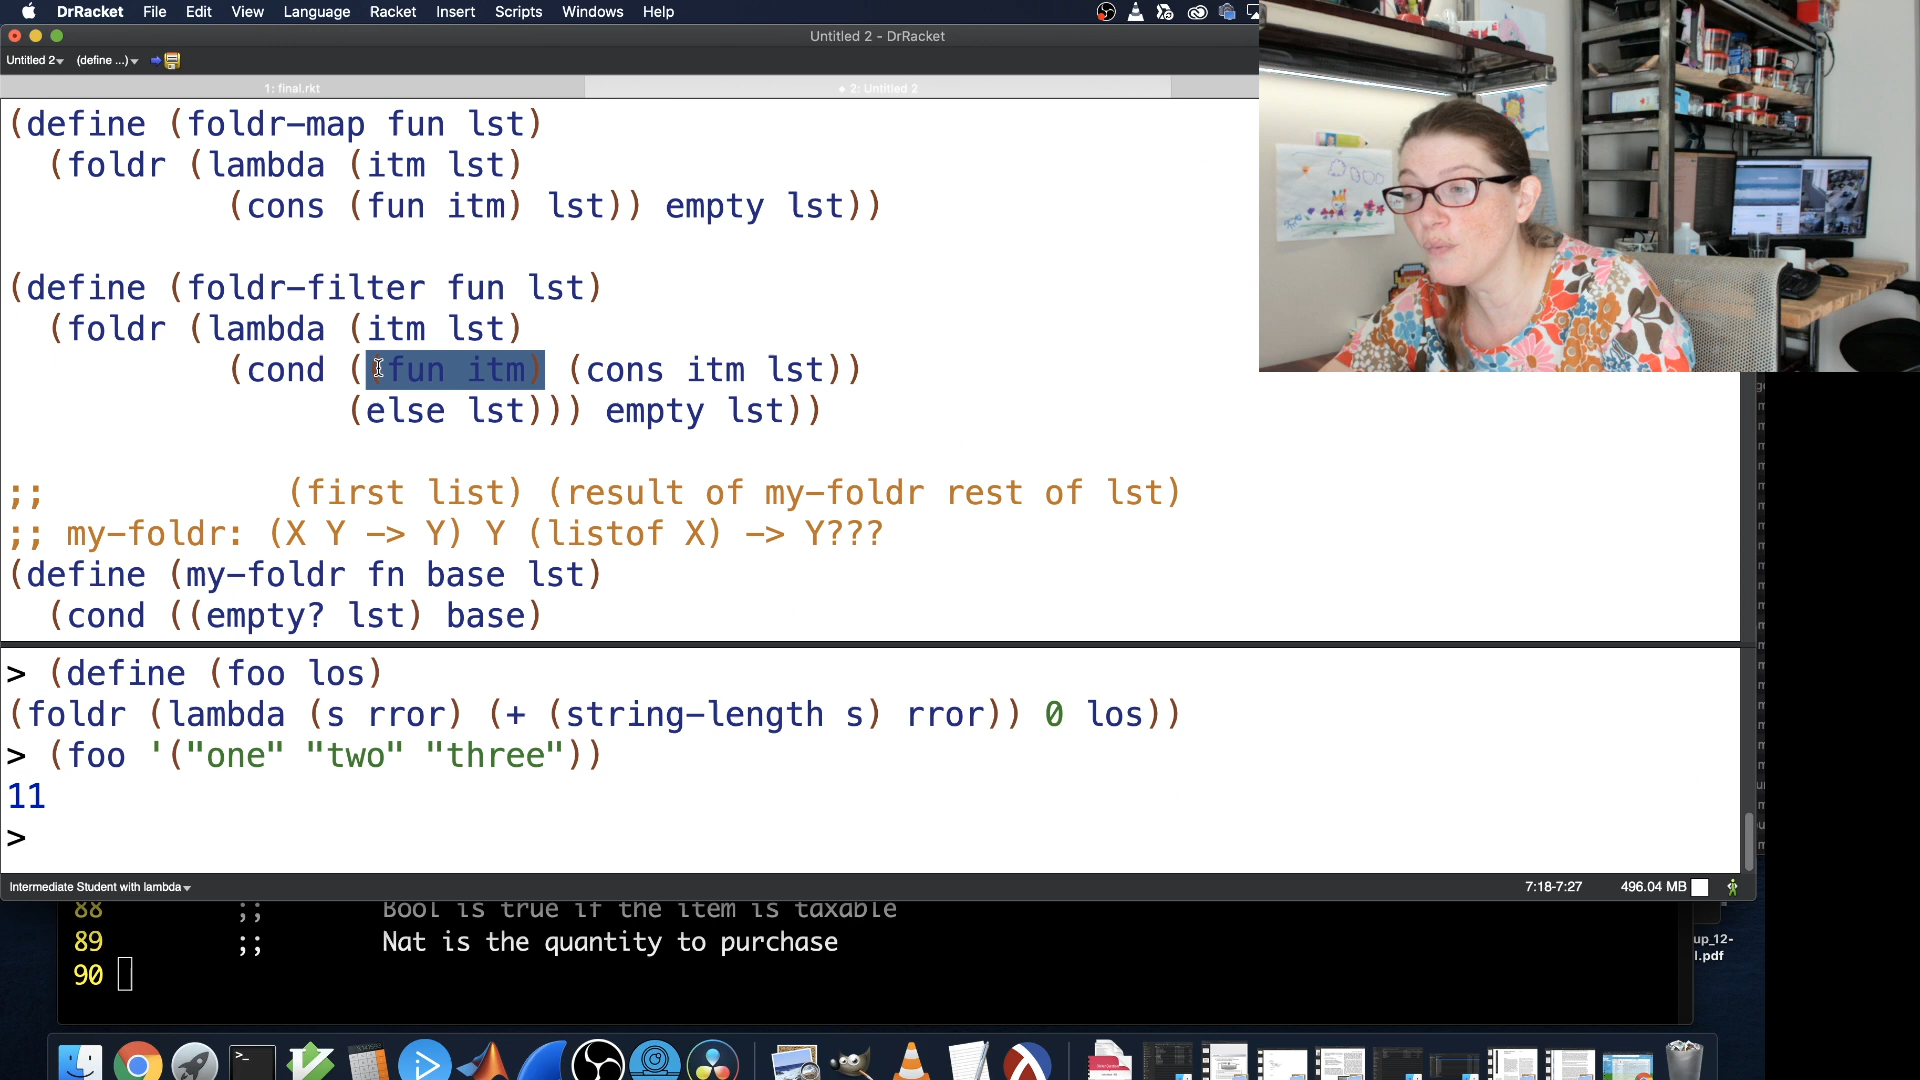 DrRacket File Edit View Language Racket Insert Scripts Windows Help
Untitled 2 - DrRacket
Untitled 2 (define ...)
1: final.rkt
• 2: Untitled 2
(define (foldr-map fun lst)
(foldr (lambda (itm lst)
(cons (fun itm) lst)) empty lst))
(define (foldr-filter fun lst)
(foldr (lambda (itm lst)
(cond ((fun itm) (cons itm lst))
(else lst))) empty lst))
;; (first list) (result of my-foldr rest of lst)
;; my-foldr: (X Y -> Y) Y (listof X) -> Y???
(define (my-foldr fn base lst)
(cond ((empty? lst) base)
> (define (foo los)
(foldr (lambda (s rror) (+ (string-length s) rror)) 0 los))
> (foo '("one" "two" "three"))
11
>
Intermediate Student with lambda
7:18-7:27
496.04 MB
88 ;; Bool is true if the item is taxable
89 ;; Nat is the quantity to purchase
90
up_12-
l.pdf